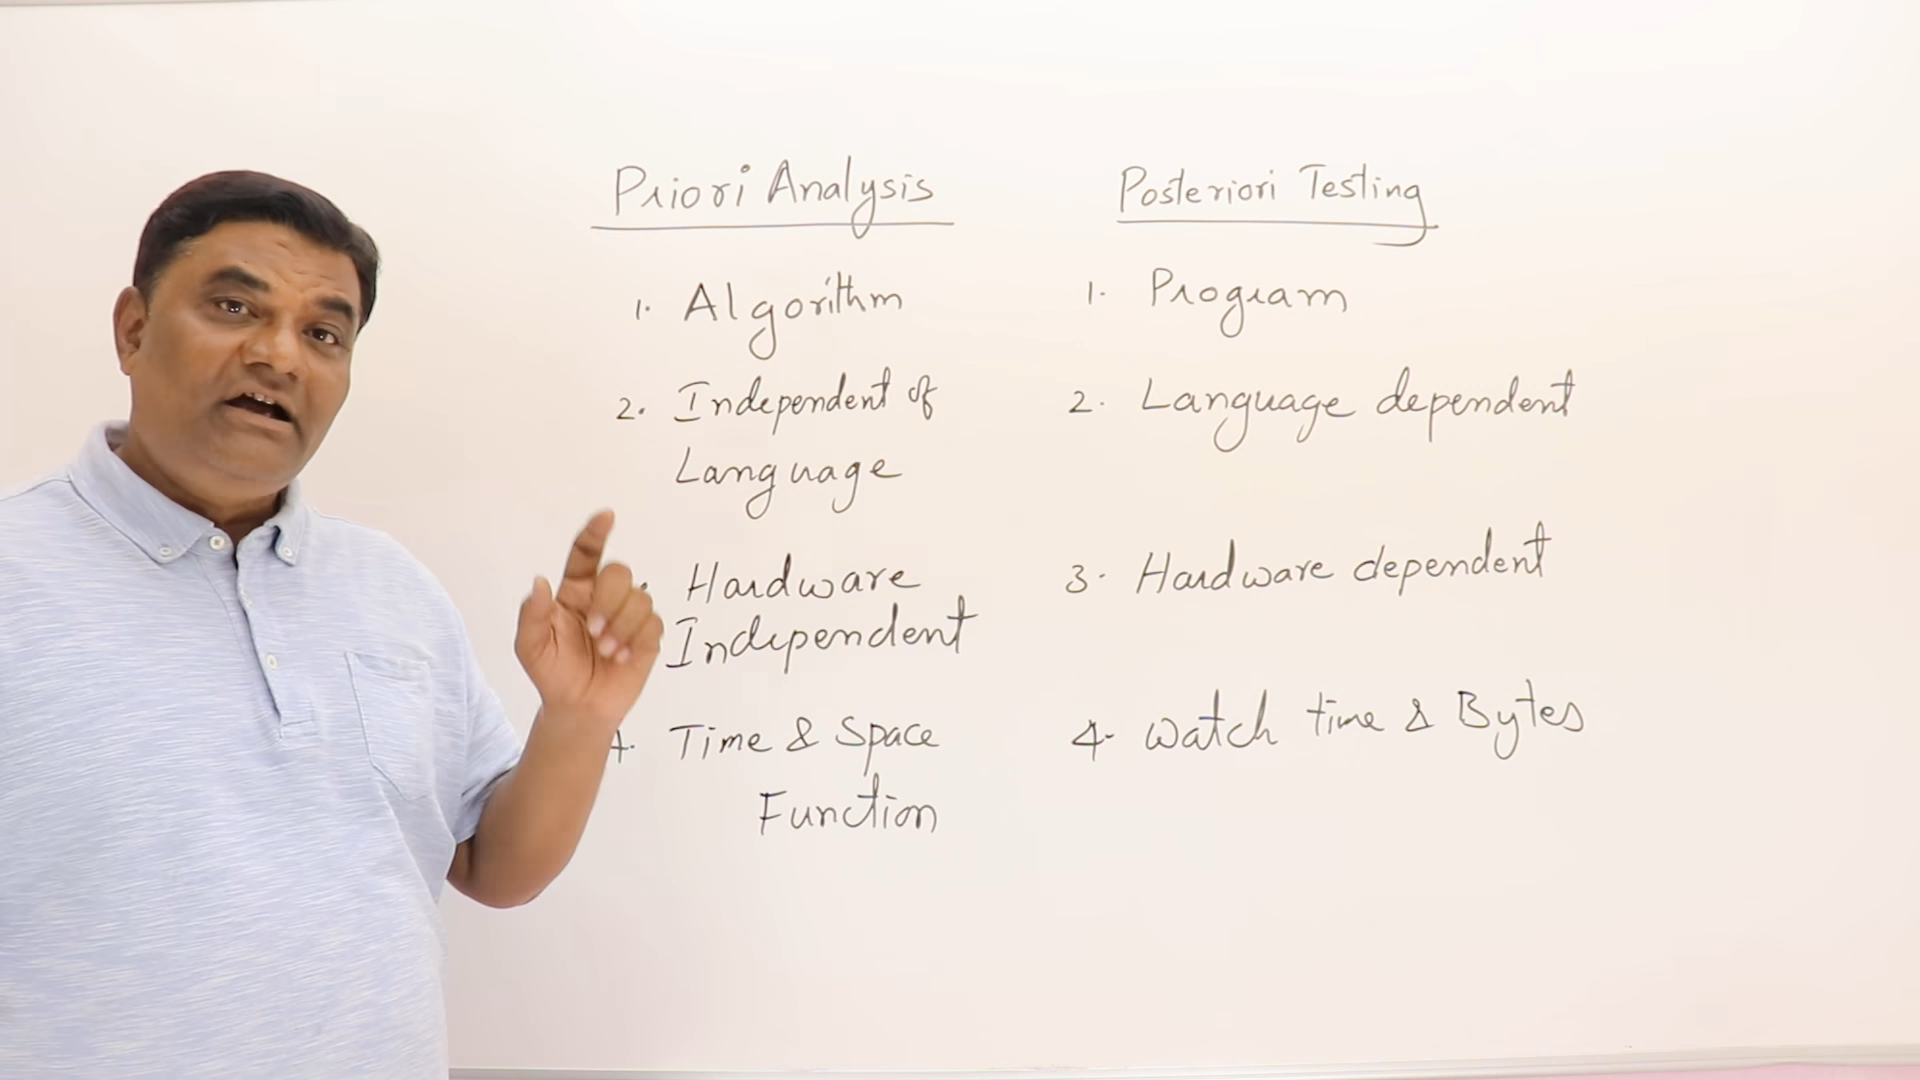 Priori Analysis
1. Algorithm
2. Independent of
Language
Hardware
Independent
4. Time & Space
Function
Posteriori Testing
1. Program
2. Language dependent
3. Hardware dependent
4. Watch time & Bytes